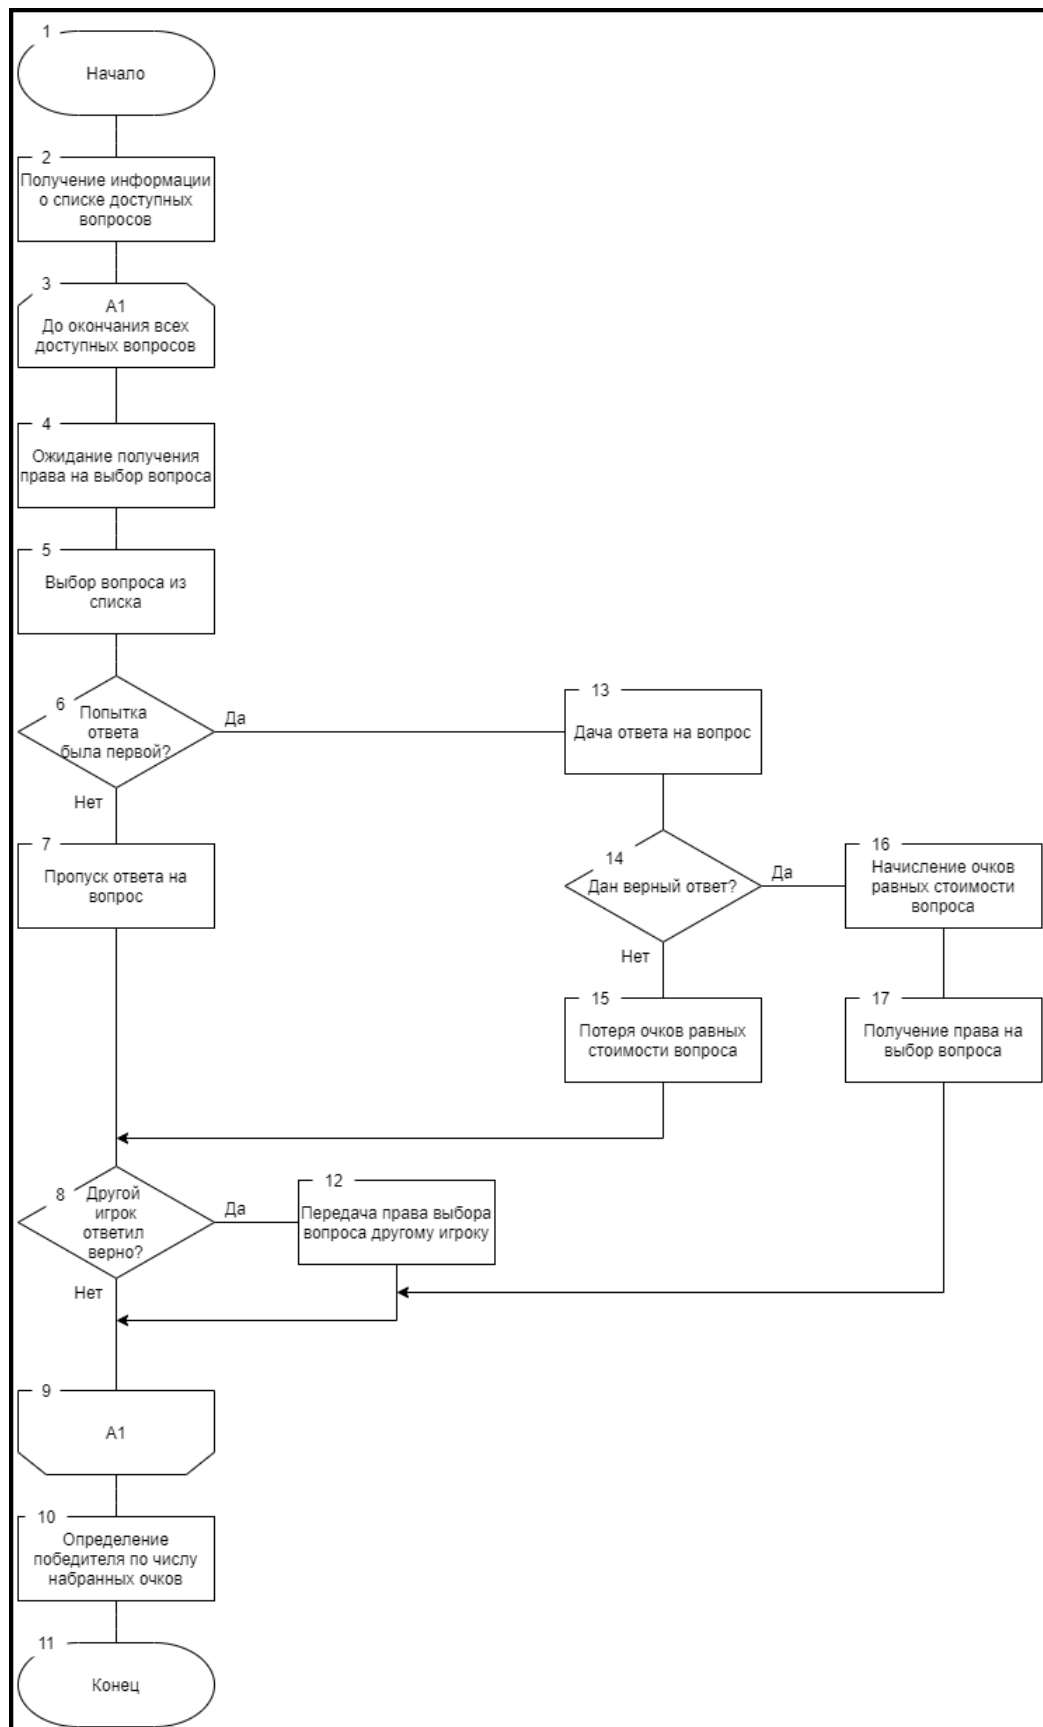 1
Начало
2
Получение информации
о списке доступных
вопросов
3
А1
До окончания всех
доступных вопросов
4
Ожидание получения
права на выбор вопроса
5
Выбор вопроса из
списка
6
Попытка
ответа
была первой?
Да
Нет
13
Дача ответа на вопрос
7
Пропуск ответа на
вопрос
14
Дан верный ответ?
Да
Нет
16
Начисление очков
равных стоимости
вопроса
15
Потеря очков равных
стоимости вопроса
17
Получение права на
выбор вопроса
8
Другой
игрок
ответил
верно?
Да
Нет
12
Передача права выбора
вопроса другому игроку
9
А1
10
Определение
победителя по числу
набранных очков
11
Конец